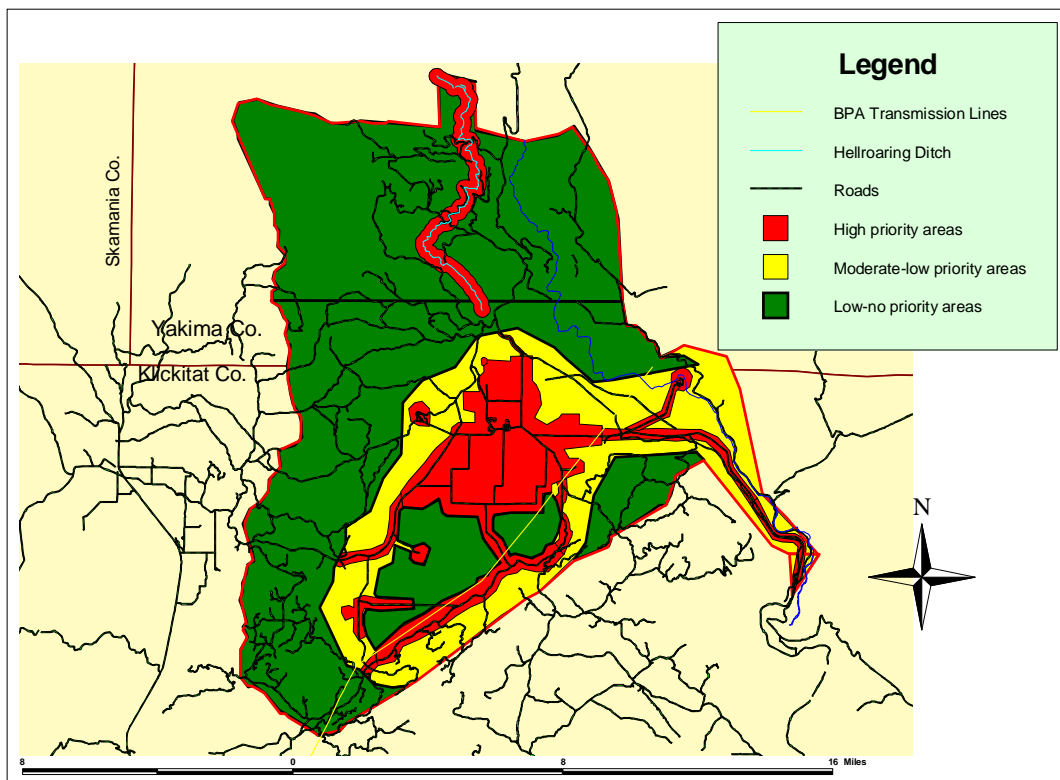 Legend
BPA Transmission Lines
Hellroaring Ditch
Roads
High priority areas
Moderate-low priority areas
Low-no priority areas
Skamania Co.
Yakima Co.
Klickitat Co.
N
8 0 8 16 Miles